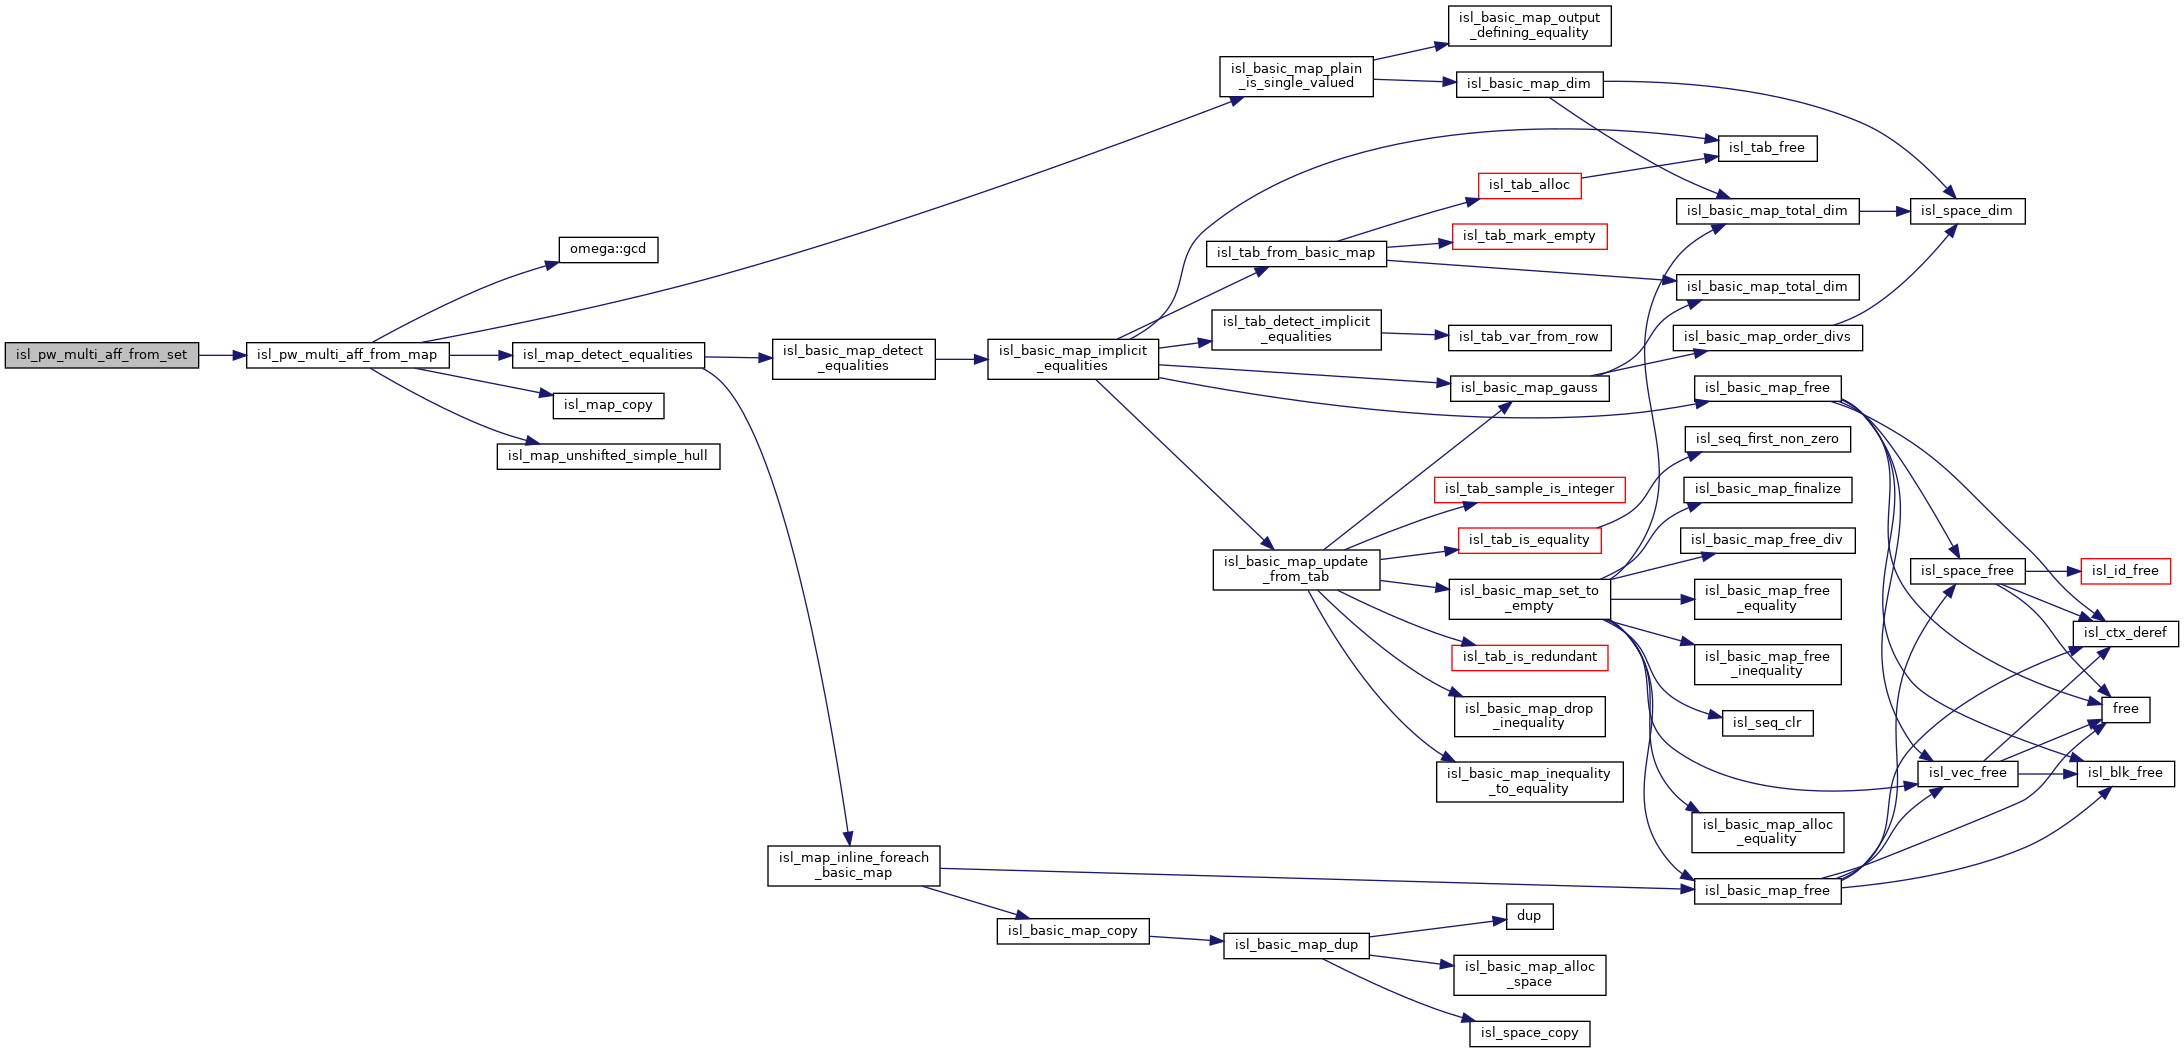 isl_pw_multi_aff_from_set
isl_pw_multi_aff_from_map
omega::gcd
isl_map_detect_equalities
isl_map_copy
isl_map_unshifted_simple_hull
isl_basic_map_detect
_equalities
isl_map_inline_foreach
_basic_map
isl_basic_map_implicit
_equalities
isl_basic_map_copy
isl_basic_map_plain
_is_single_valued
isl_tab_from_basic_map
isl_tab_detect_implicit
_equalities
isl_basic_map_update
_from_tab
isl_basic_map_dup
isl_basic_map_output
_defining_equality
isl_basic_map_dim
isl_tab_alloc
isl_tab_mark_empty
isl_tab_var_from_row
isl_basic_map_gauss
isl_tab_sample_is_integer
isl_tab_is_equality
isl_basic_map_set_to
_empty
isl_tab_is_redundant
isl_basic_map_drop
_inequality
isl_basic_map_inequality
_to_equality
dup
isl_basic_map_alloc
_space
isl_space_copy
isl_tab_free
isl_basic_map_total_dim
isl_basic_map_total_dim
isl_basic_map_order_divs
isl_basic_map_free
isl_seq_first_non_zero
isl_basic_map_finalize
isl_basic_map_free_div
isl_basic_map_free
_equality
isl_basic_map_free
_inequality
isl_seq_clr
isl_basic_map_alloc
_equality
isl_basic_map_free
isl_space_dim
isl_space_free
isl_vec_free
isl_id_free
isl_ctx_deref
free
isl_blk_free